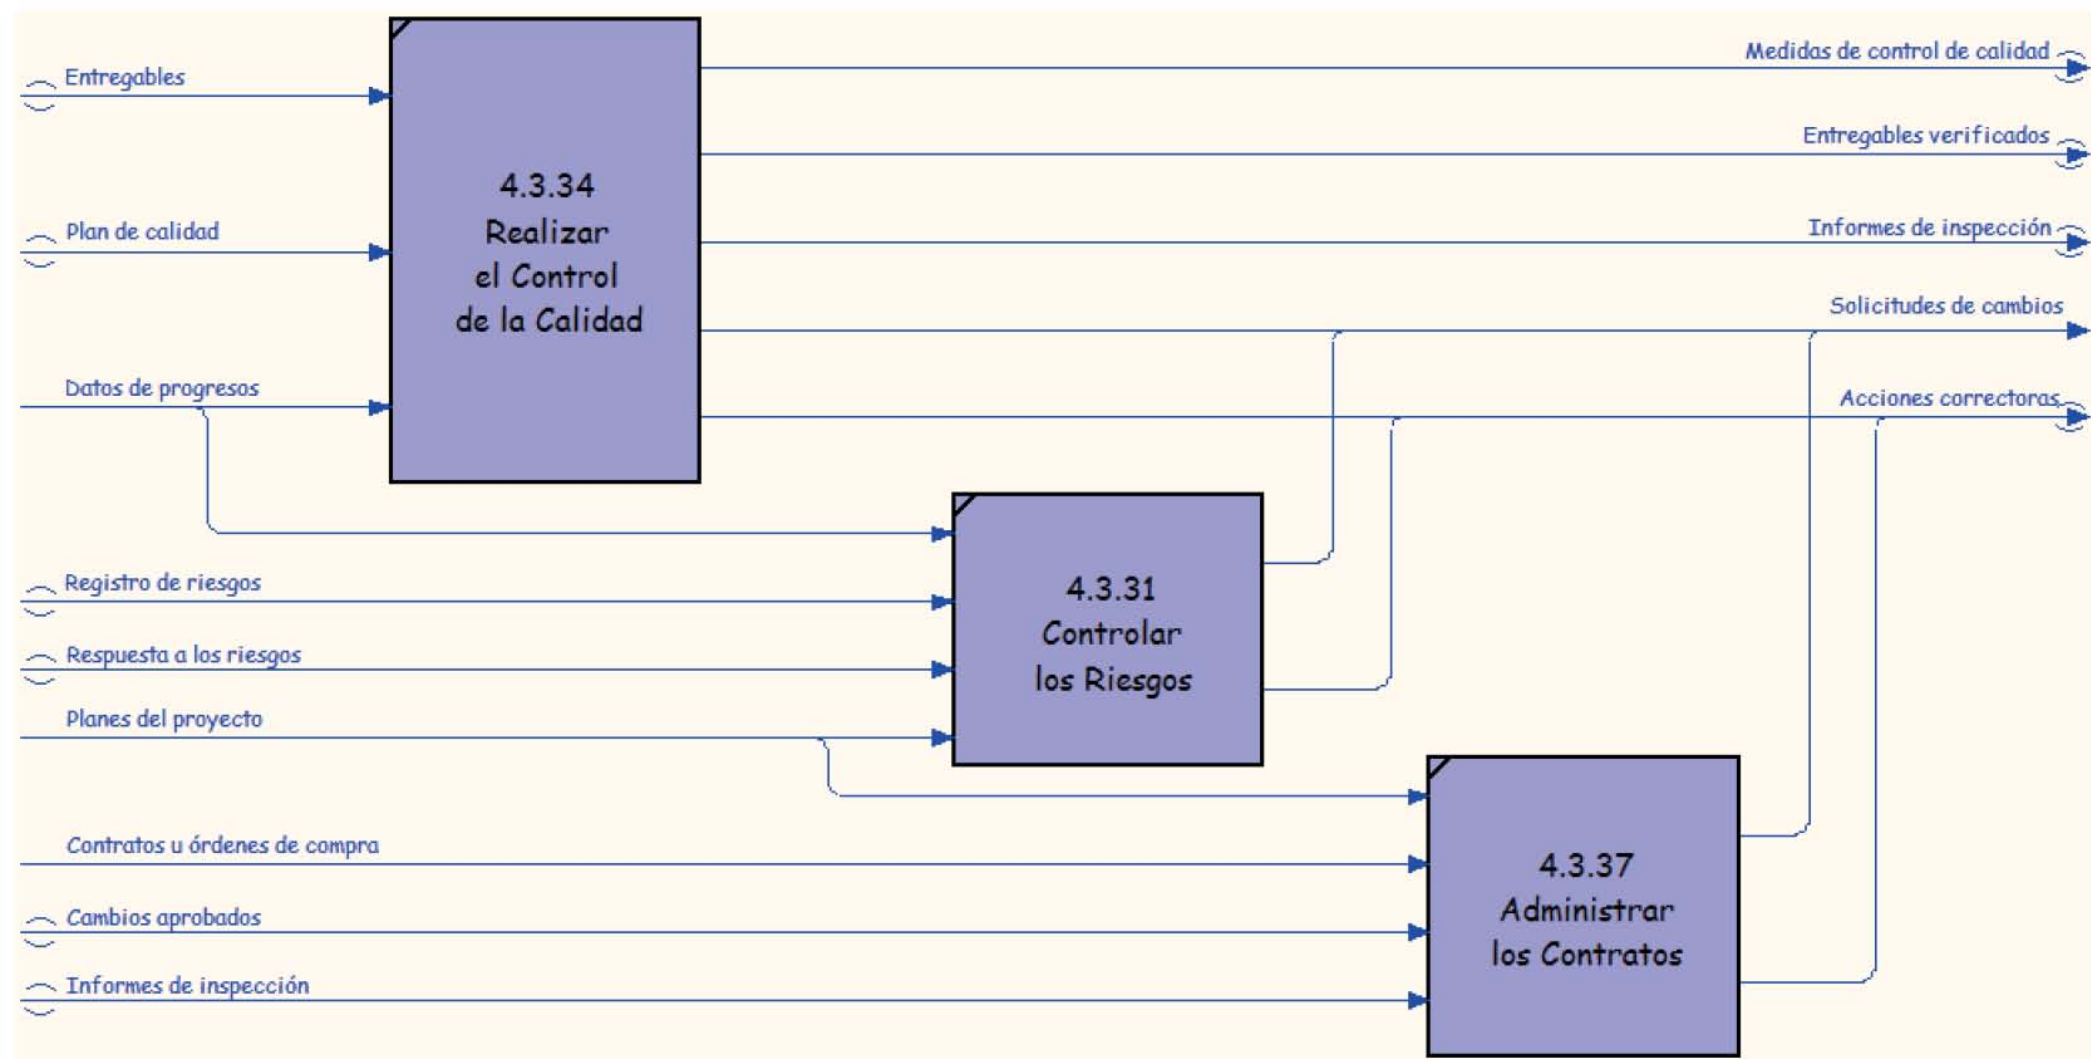 Entregables
Plan de calidad
Datos de progresos
4.3.34
Realizar
el Control
de la Calidad
Medidas de control de calidad
Entregables verificados
Informes de inspección
Solicitudes de cambios
Acciones correctoras
Registro de riesgos
Respuesta a los riesgos
Planes del proyecto
4.3.31
Controlar
los Riesgos
Contratos u órdenes de compra
Cambios aprobados
Informes de inspección
4.3.37
Administrar
los Contratos